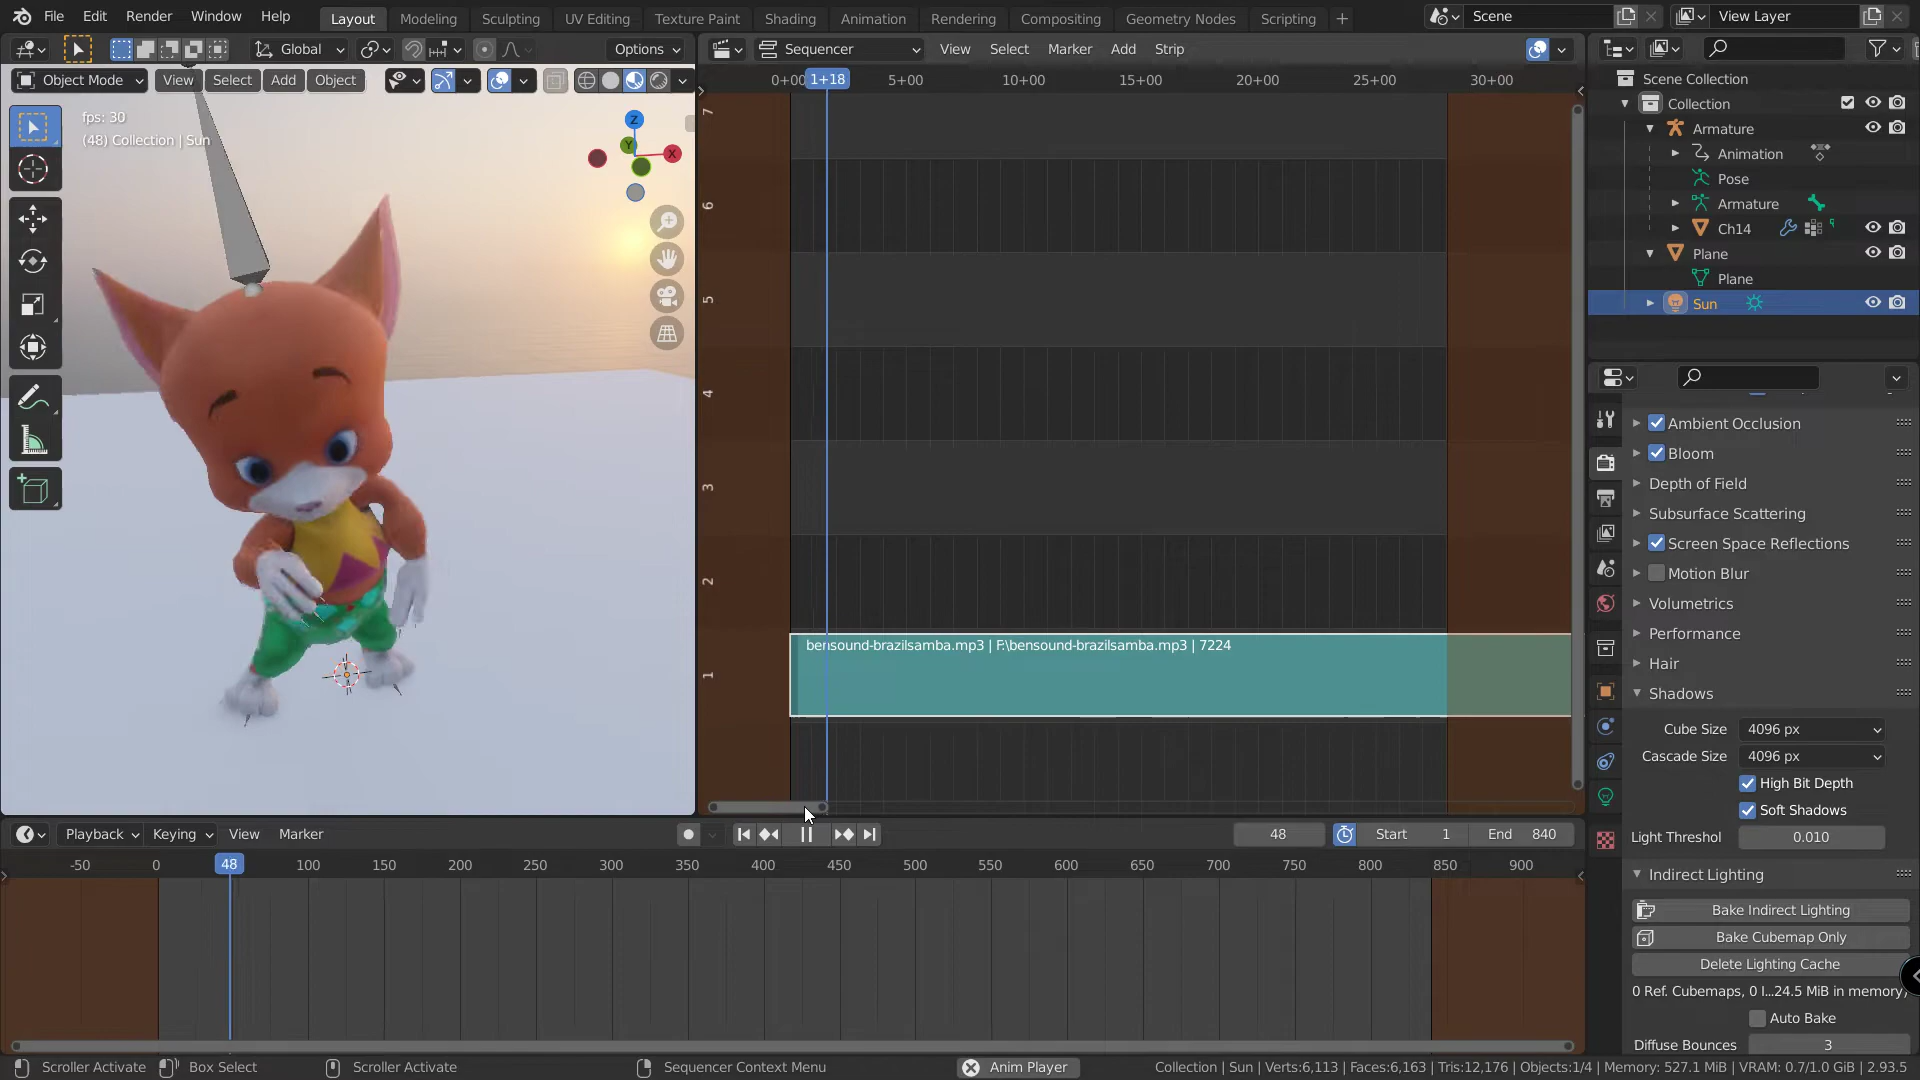 File Edit Render Window Help Layout Modeling Sculpting UV Editing Texture Paint Shading Animation Rendering Compositing Geometry Nodes Scripting + Scene View Layer
Global Options Sequencer View Select Marker Add Strip
Object Mode View Select Add Object
0+00 1+18 5+00 10+00 15+00 20+00 25+00 30+00
fps: 30
(48) Collection | Sun
Z
Y
X
7
6
5
4
3
2
1
bensound-brazilsamba.mp3 | F:\bensound-brazilsamba.mp3 | 7224
Scene Collection
Collection
Armature
Animation
Pose
Armature
Ch14
Plane
Plane
Sun
Ambient Occlusion
Bloom
Depth of Field
Subsurface Scattering
Screen Space Reflections
Motion Blur
Volumetrics
Performance
Hair
Shadows
Cube Size 4096 px
Cascade Size 4096 px
High Bit Depth
Soft Shadows
Light Threshol 0.010
Indirect Lighting
Bake Indirect Lighting
Bake Cubemap Only
Delete Lighting Cache
0 Ref. Cubemaps, 0 I...24.5 MiB in memory)
Auto Bake
Diffuse Bounces 3
Playback Keying View Marker 48 Start 1 End 840
-50 0 48 100 150 200 250 300 350 400 450 500 550 600 650 700 750 800 850 900
Scroller Activate Box Select Scroller Activate Sequencer Context Menu Anim Player Collection | Sun | Verts:6,113 | Faces:6,163 | Tris:12,176 | Objects:1/4 | Memory: 527.1 MiB | VRAM: 0.7/1.0 GiB | 2.93.5